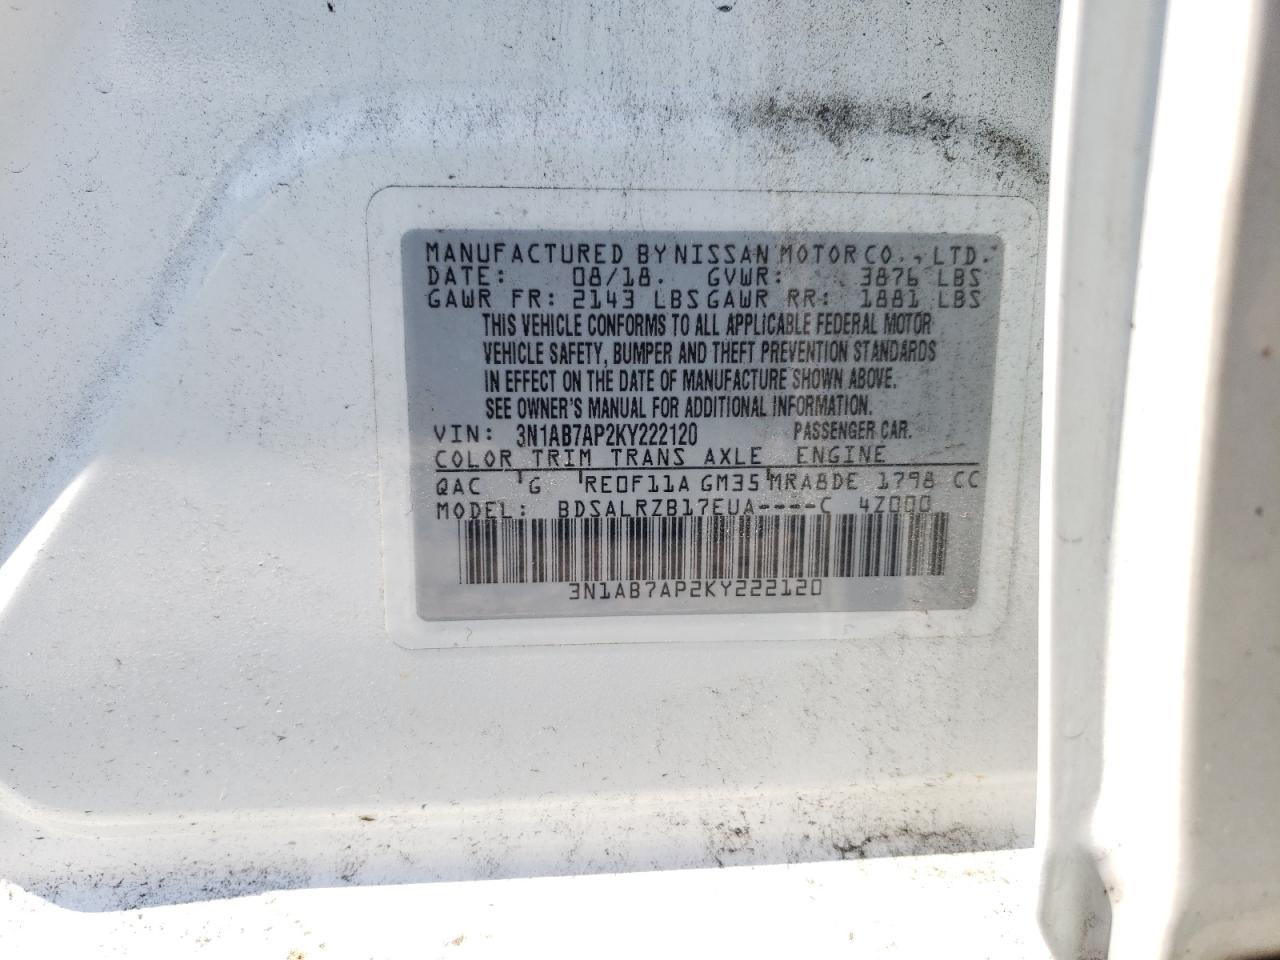 MANUFACTURED BY NISSAN MOTOR CO., LTD.
DATE: 08/18. GVWR: 3876 LBS
GAWR FR: 2143 LBS GAWR RR: 1881 LBS
THIS VEHICLE CONFORMS TO ALL APPLICABLE FEDERAL MOTOR
VEHICLE SAFETY, BUMPER AND THEFT PREVENTION STANDARDS
IN EFFECT ON THE DATE OF MANUFACTURE SHOWN ABOVE.
SEE OWNER'S MANUAL FOR ADDITIONAL INFORMATION.
VIN: 3N1AB7AP2KY222120 PASSENGER CAR.
COLOR TRIM TRANS AXLE ENGINE
QAC G RE0F11A GM35 MRA8DE 1798 CC
MODEL: BDSALRZB17EUA----C 4Z000
3N1AB7AP2KY222120